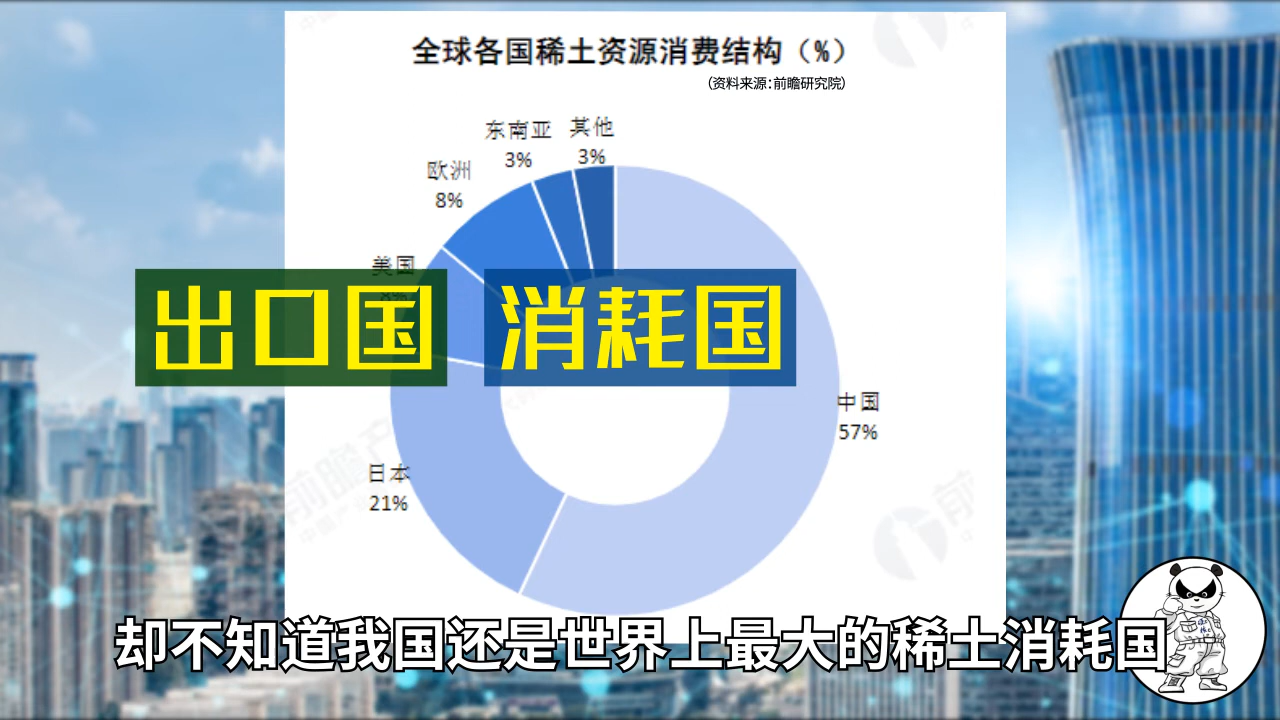 全球各国稀土资源消费结构（%）
（资料来源：前瞻研究院）
东南亚
3%
其他
3%
欧洲
8%
美国
出口国 消耗国
中国
57%
日本
21%
却不知道我国还是世界上最大的稀土消耗国